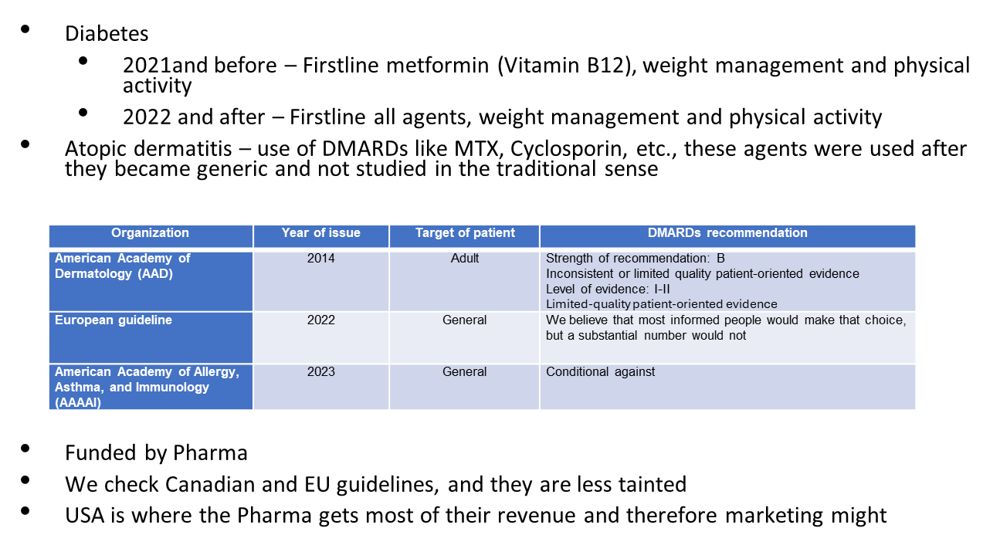 • Diabetes
• 2021and before – Firstline metformin (Vitamin B12), weight management and physical
activity
• 2022 and after – Firstline all agents, weight management and physical activity
• Atopic dermatitis – use of DMARDs like MTX, Cyclosporin, etc., these agents were used after
they became generic and not studied in the traditional sense
Organization Year of issue Target of patient DMARDs recommendation
American Academy of 2014 Adult Strength of recommendation: B
Dermatology (AAD) Inconsistent or limited quality patient-oriented evidence
Level of evidence: I-II
Limited-quality patient-oriented evidence
European guideline 2022 General We believe that most informed people would make that choice,
but a substantial number would not
American Academy of Allergy, 2023 General Conditional against
Asthma, and Immunology
(AAAAI)
• Funded by Pharma
• We check Canadian and EU guidelines, and they are less tainted
• USA is where the Pharma gets most of their revenue and therefore marketing might